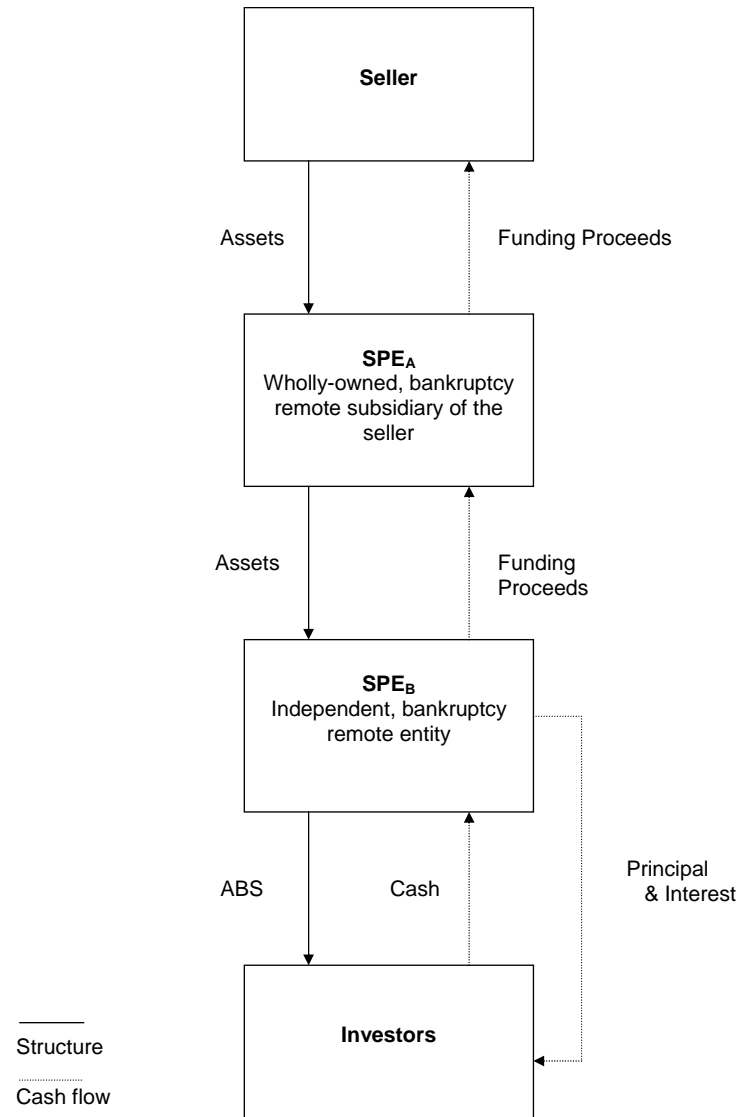 Seller
Assets
Funding Proceeds
SPEA
Wholly-owned, bankruptcy
remote subsidiary of the
seller
Assets
Funding
Proceeds
SPEB
Independent, bankruptcy
remote entity
ABS
Cash
Principal
& Interest
Investors
Structure
Cash flow